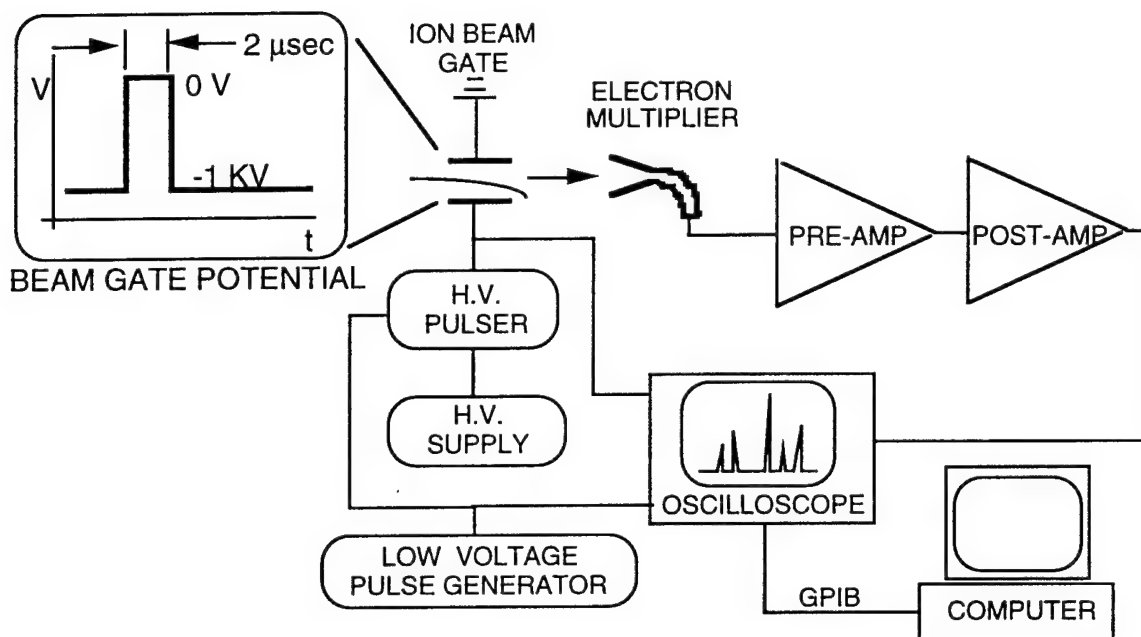 2 μsec
V
0 V
-1 KV
t
BEAM GATE POTENTIAL
ION BEAM
GATE
ELECTRON
MULTIPLIER
PRE-AMP
POST-AMP
H.V.
PULSER
H.V.
SUPPLY
OSCILLOSCOPE
LOW VOLTAGE
PULSE GENERATOR
GPIB
COMPUTER